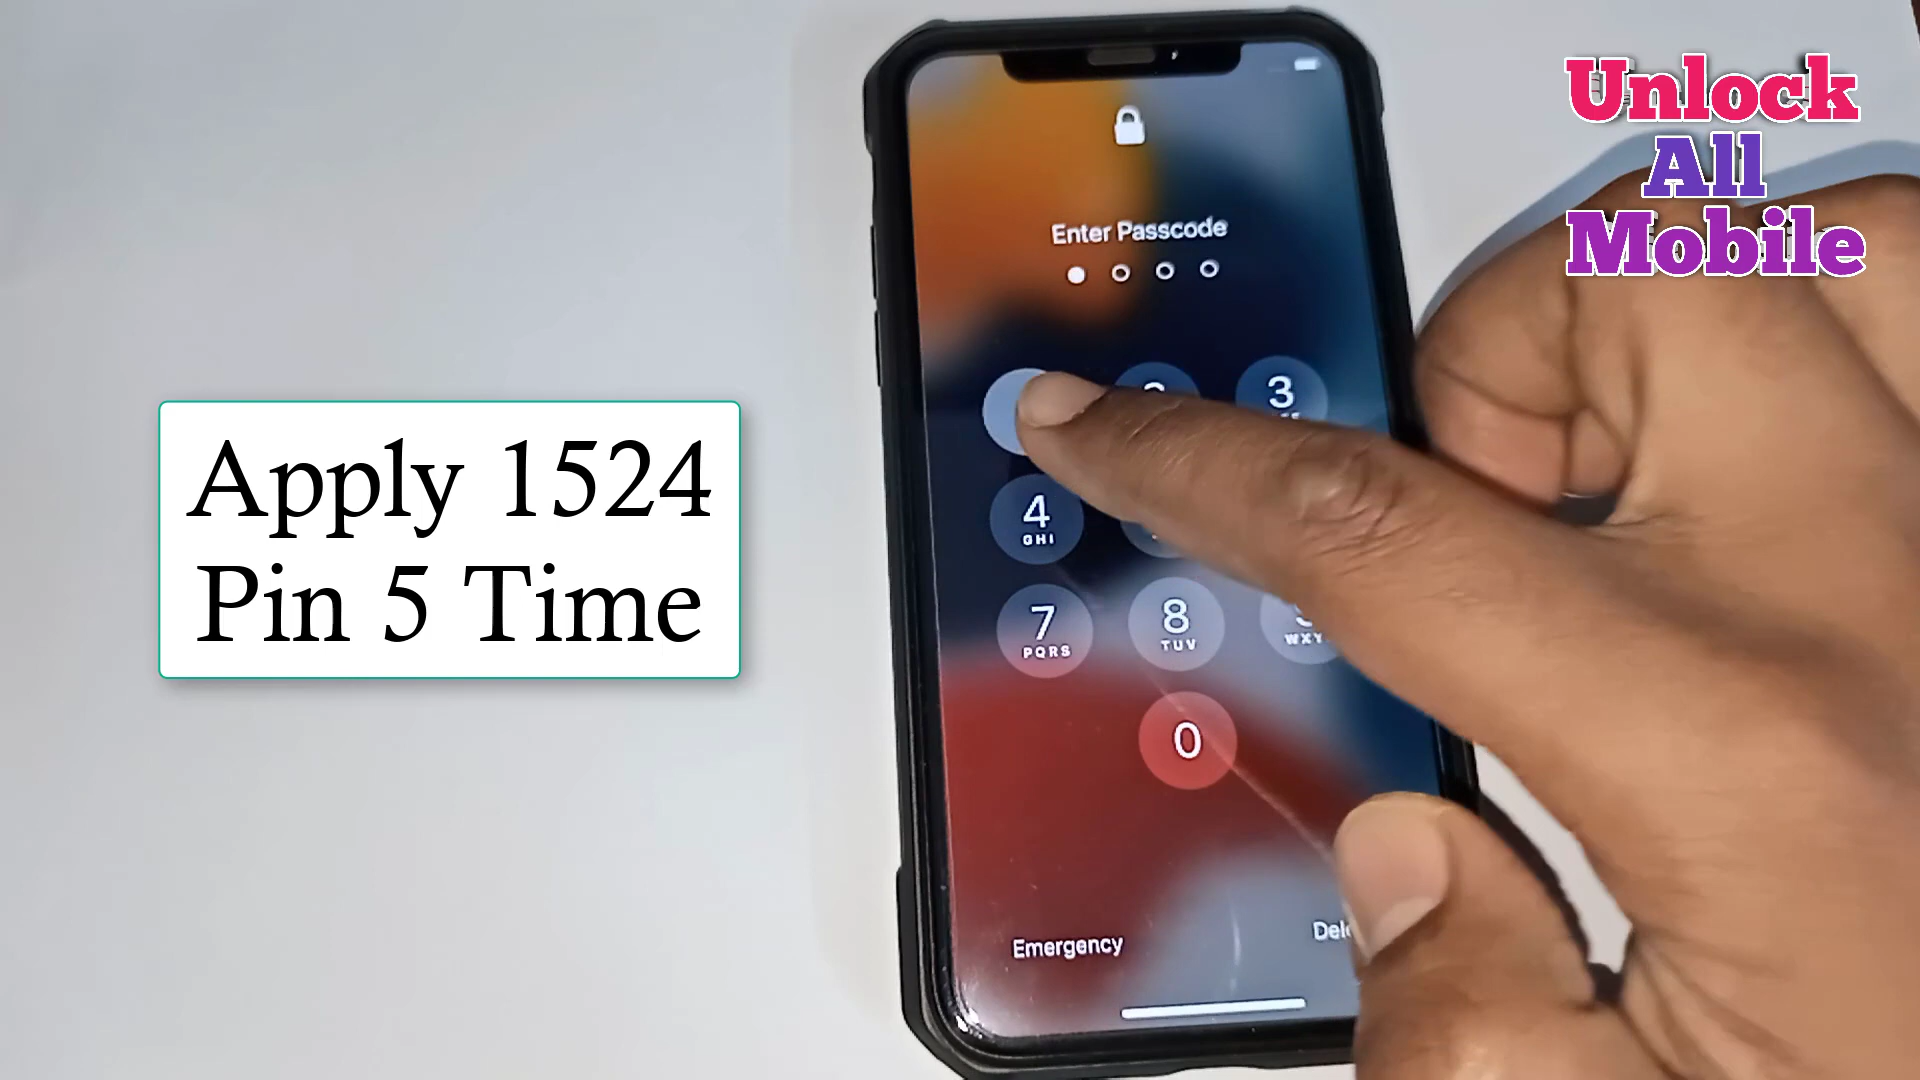 Unlock
All
Mobile
Enter Passcode
3
4
GHI
7
PQRS
8
TUV
WXY
0
Apply 1524
Pin 5 Time
Emergency